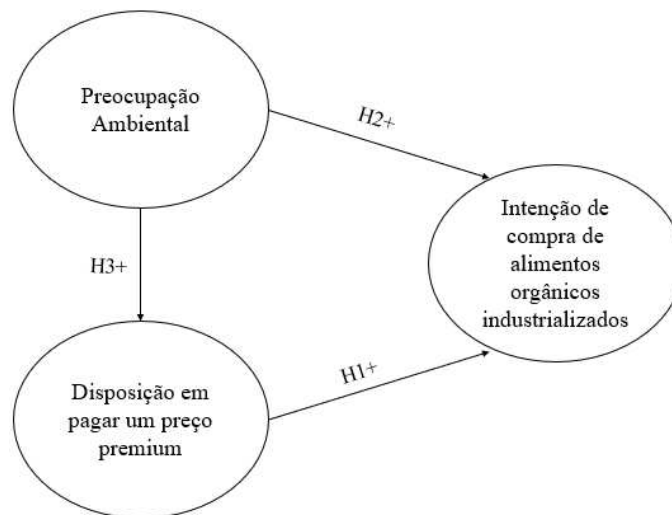 Preocupação
Ambiental
H2+
Intenção de
compra de
alimentos
orgânicos
industrializados
H3+
H1+
Disposição em
pagar um preço
premium